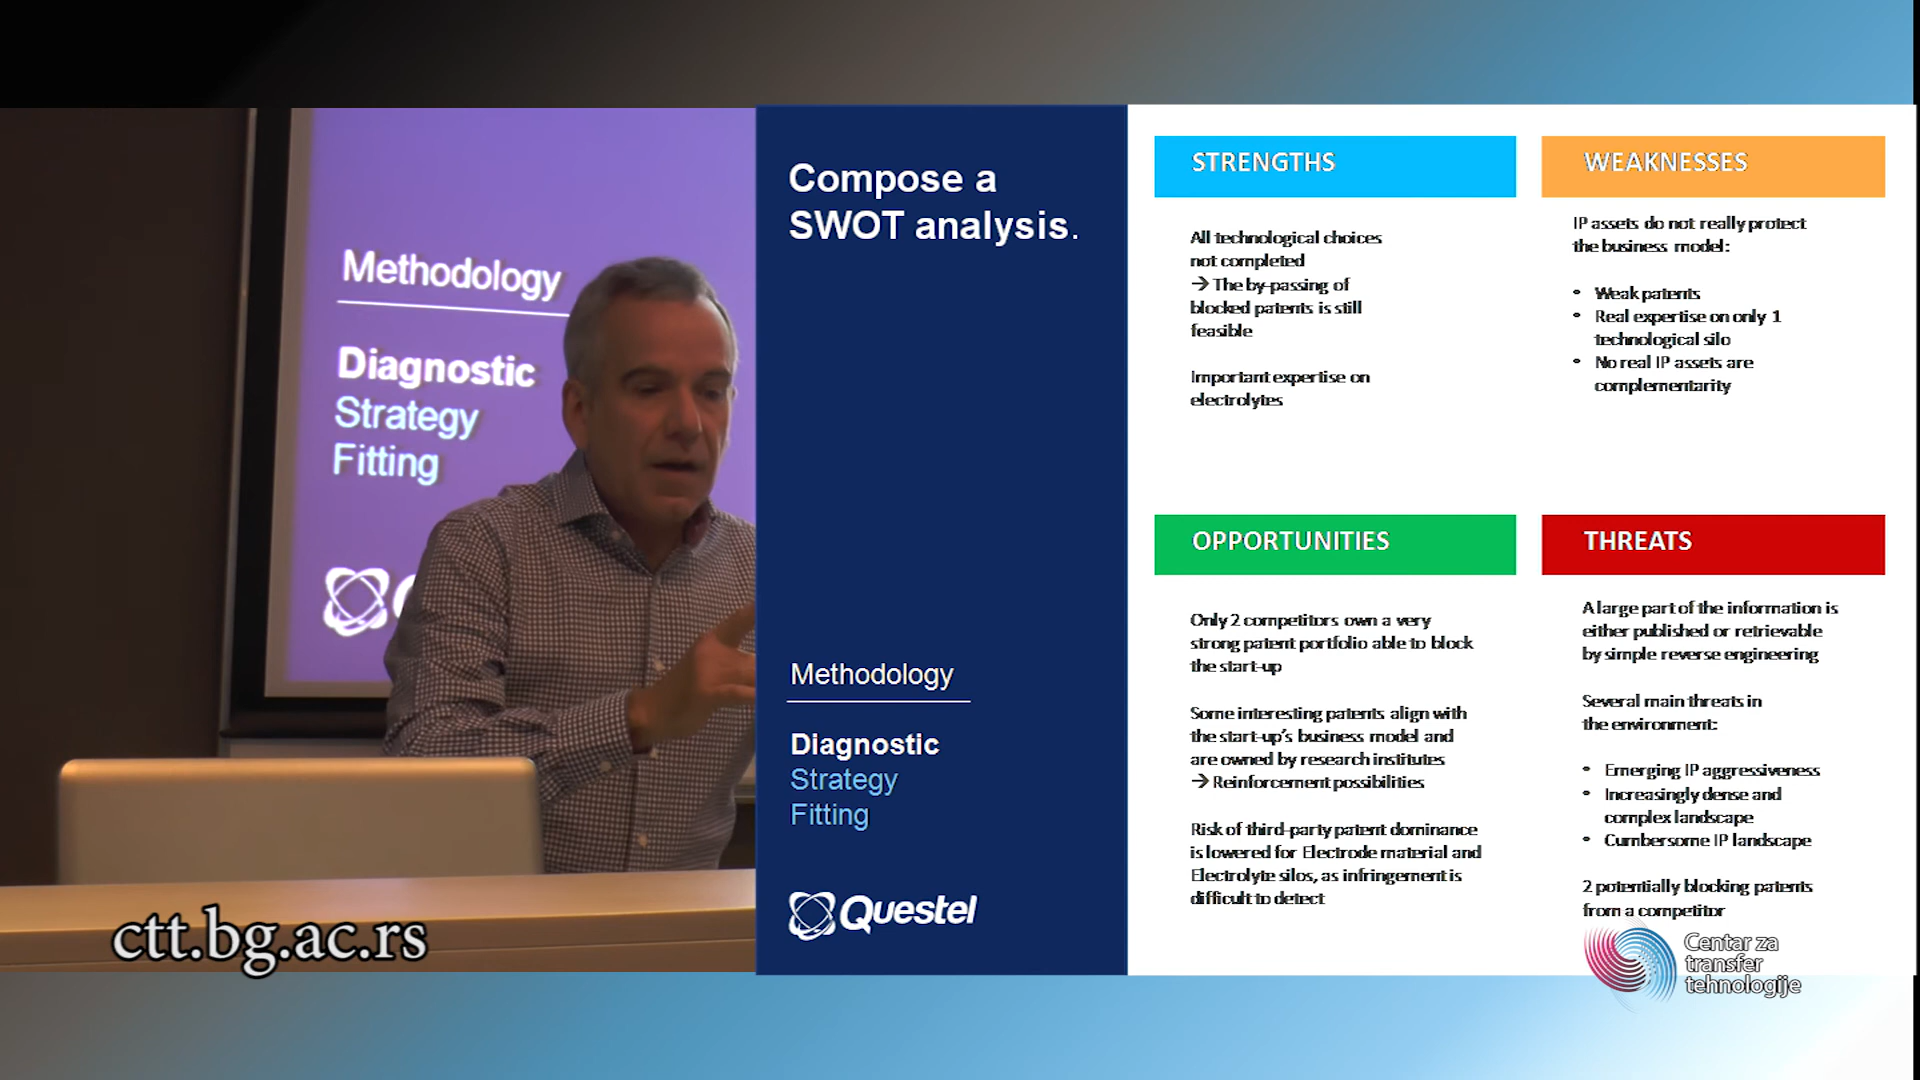 Methodology
Diagnostic
Strategy
Fitting
ctt.bg.ac.rs
Compose a
SWOT analysis.
Methodology
Diagnostic
Strategy
Fitting
Questel
STRENGTHS
All technological choices
not completed
→ The by-passing of
blocked patents is still
feasible
Important expertise on
electrolytes
WEAKNESSES
IP assets do not really protect
the business model:
• Weak patents
• Real expertise on only 1
technological silo
• No real IP assets are
complementarity
OPPORTUNITIES
Only 2 competitors own a very
strong patent portfolio able to block
the start-up
Some interesting patents align with
the start-up's business model and
are owned by research institutes
→ Reinforcement possibilities
Risk of third-party patent dominance
is lowered for Electrode material and
Electrolyte silos, as infringement is
difficult to detect
THREATS
A large part of the information is
either published or retrievable
by simple reverse engineering
Several main threats in
the environment:
• Emerging IP aggressiveness
• Increasingly dense and
complex landscape
• Cumbersome IP landscape
2 potentially blocking patents
from a competitor
Centar za
transfer
tehnologije